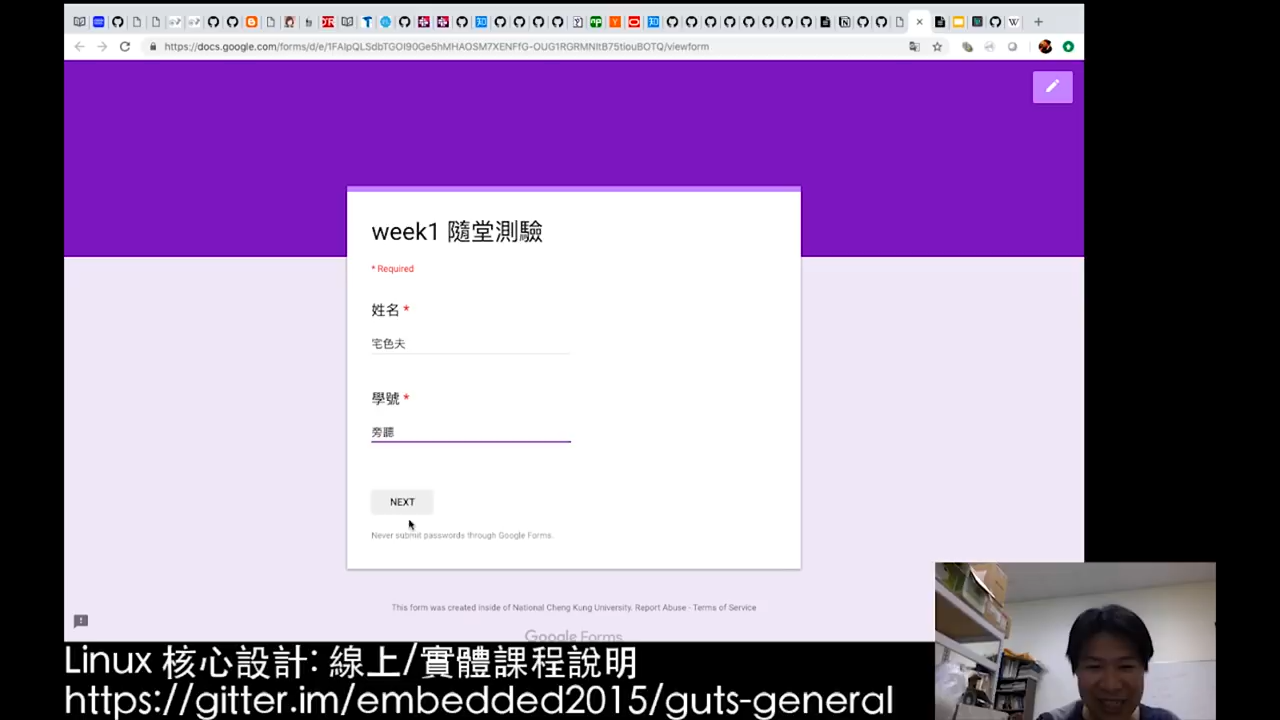 https://docs.google.com/forms/d/e/1FAIpQLSdbTGOI90Ge5hMHAOSM7XENFfG-OUG1RGRMNltB75tiouBOTQ/viewform
week1 隨堂測驗
* Required
姓名 *
宅色夫
學號 *
旁聽
NEXT
Never submit passwords through Google Forms.
This form was created inside of National Cheng Kung University. Report Abuse - Terms of Service
Google Forms
Linux 核心設計: 線上/實體課程說明
https://gitter.im/embedded2015/guts-general